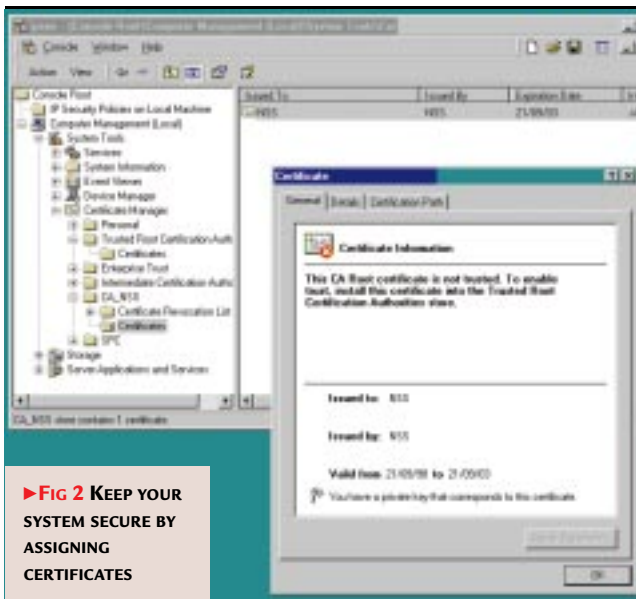 Console Window Help
Action View
Console Root
IP Security Policies on Local Machine
Computer Management (Local)
System Tools
Services
System Information
Event Viewer
Device Manager
Certificate Manager
Personal
Trusted Root Certification Auth
Certificates
Enterprise Trust
Intermediate Certification Autho
CA_NSS
Certificate Revocation List
Certificates
SPC
Storage
Server Applications and Services
CA_NSS store contains 1 certificate.
Issued To Issued By Expiration Date
NSS NSS 21/09/03
Certificate
General Details Certification Path
Certificate Information
This CA Root certificate is not trusted. To enable
trust, install this certificate into the Trusted Root
Certification Authorities store.
Issued to: NSS
Issued by: NSS
Valid from 21/09/98 to 21/09/03
You have a private key that corresponds to this certificate.
OK
►FIG 2 KEEP YOUR
SYSTEM SECURE BY
ASSIGNING
CERTIFICATES